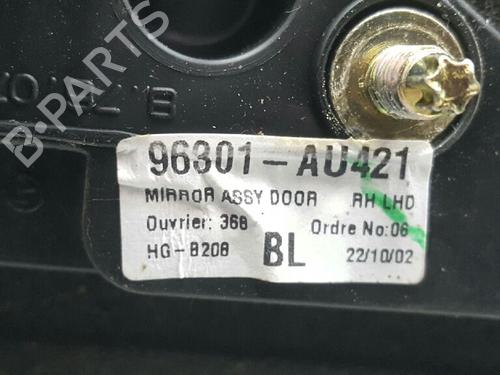 B-PARTS
96301-AU421
MIRROR ASSY DOOR RH LHD
Ouvrier: 368 Ordre No:06
HG-B208 BL 22/10/02